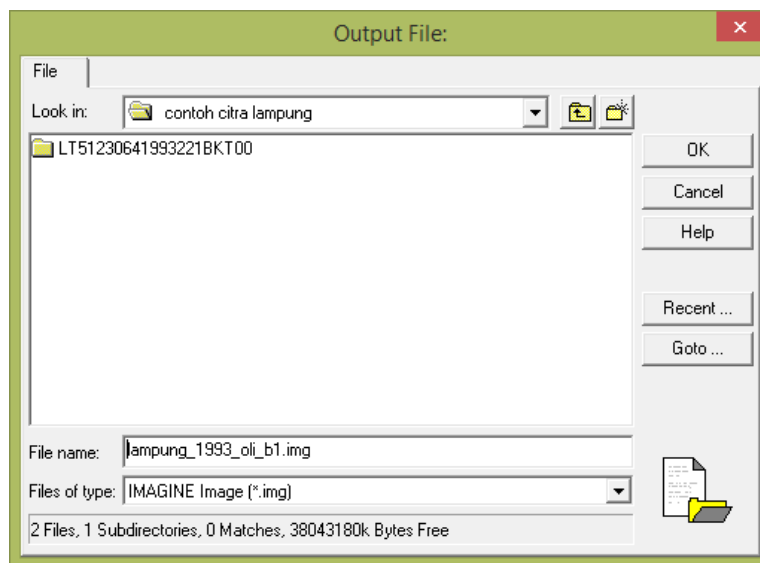 Output File:
File
Look in: contoh citra lampung
LT51230641993221BKT00
OK
Cancel
Help
Recent ...
Goto ...
File name: lampung_1993_oli_b1.img
Files of type: IMAGINE Image (*.img)
2 Files, 1 Subdirectories, 0 Matches, 38043180k Bytes Free